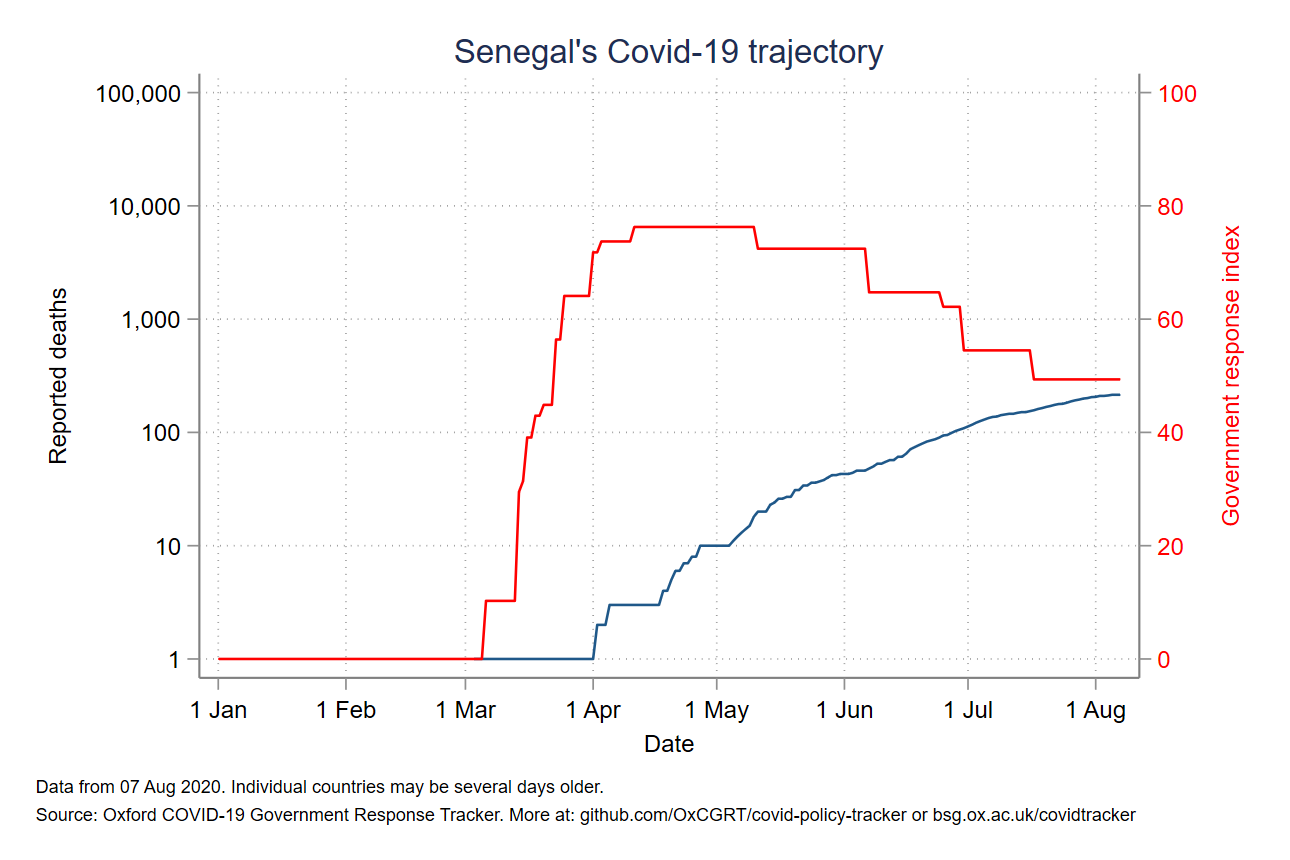 Senegal's Covid-19 trajectory
100,000
10,000
1,000
100
10
1
Reported deaths
100
80
60
40
20
0
Government response index
1 Jan 1 Feb 1 Mar 1 Apr 1 May 1 Jun 1 Jul 1 Aug
Date
Data from 07 Aug 2020. Individual countries may be several days older.
Source: Oxford COVID-19 Government Response Tracker. More at: github.com/OxCGRT/covid-policy-tracker or bsg.ox.ac.uk/covidtracker